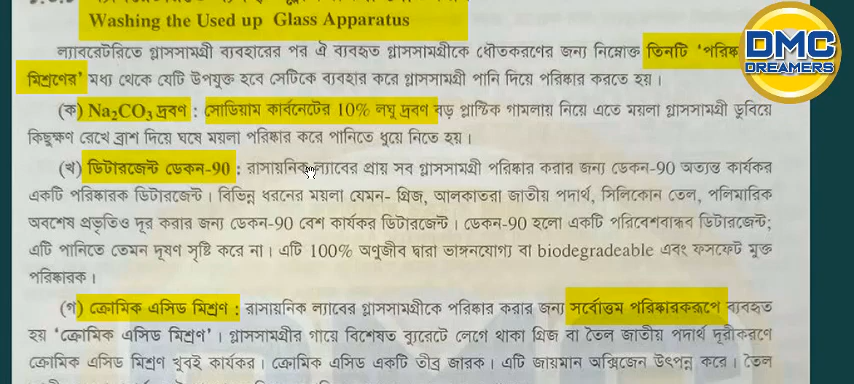 Washing the Used up Glass Apparatus
ল্যাবরেটরিতে গ্লাসসামগ্রী ব্যবহারের পর ঐ ব্যবহৃত গ্লাসসামগ্রীকে ধৌতকরণের জন্য নিম্নোক্ত তিনটি 'পরিষ্
DMC
DREAMERS
মিশ্রণের' মধ্য থেকে যেটি উপযুক্ত হবে সেটিকে ব্যবহার করে গ্লাসসামগ্রী পানি দিয়ে পরিষ্কার করতে হয়।
(ক) Na₂CO₃ দ্রবণ : সোডিয়াম কার্বনেটের 10% লঘু দ্রবণ বড় প্লাস্টিক গামলায় নিয়ে এতে ময়লা গ্লাসসামগ্রী ডুবিয়ে
কিছুক্ষণ রেখে ব্রাশ দিয়ে ঘষে ময়লা পরিষ্কার করে পানিতে ধুয়ে নিতে হয়।
(খ) ডিটারজেন্ট ডেকন-90 : রাসায়নিক ল্যাবের প্রায় সব গ্লাসসামগ্রী পরিষ্কার করার জন্য ডেকন-90 অত্যন্ত কার্যকর
একটি পরিষ্কারক ডিটারজেন্ট। বিভিন্ন ধরনের ময়লা যেমন- গ্রিজ, আলকাতরা জাতীয় পদার্থ, সিলিকোন তেল, পলিমারিক
অবশেষ প্রভৃতিও দূর করার জন্য ডেকন-90 বেশ কার্যকর ডিটারজেন্ট। ডেকন-90 হলো একটি পরিবেশবান্ধব ডিটারজেন্ট;
এটি পানিতে তেমন দূষণ সৃষ্টি করে না। এটি 100% অণুজীব দ্বারা ভাঙ্গনযোগ্য বা biodegradeable এবং ফসফেট মুক্ত
পরিষ্কারক।
(গ) ক্রোমিক এসিড মিশ্রণ : রাসায়নিক ল্যাবের গ্লাসসামগ্রীকে পরিষ্কার করার জন্য সর্বোত্তম পরিষ্কারকরূপে ব্যবহৃত
হয় 'ক্রোমিক এসিড মিশ্রণ'। গ্লাসসামগ্রীর গায়ে বিশেষত ব্যুরেটে লেগে থাকা গ্রিজ বা তৈল জাতীয় পদার্থ দূরীকরণে
ক্রোমিক এসিড মিশ্রণ খুবই কার্যকর। ক্রোমিক এসিড একটি তীব্র জারক। এটি জায়মান অক্সিজেন উৎপন্ন করে। তৈল